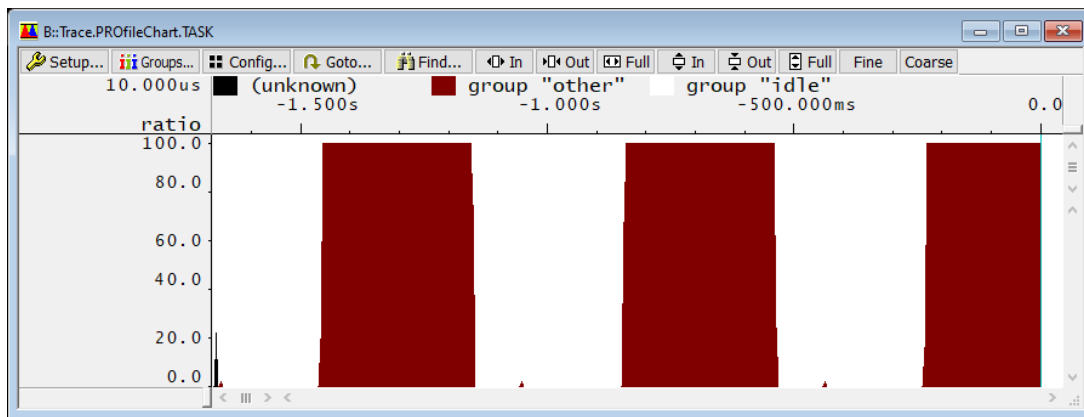 B::Trace.PROfileChart.TASK
Setup... Groups... Config... Goto... Find... In Out Full In Out Full Fine Coarse
10.000us (unknown) group "other" group "idle"
-1.500s -1.000s -500.000ms 0.0
ratio
100.0
80.0
60.0
40.0
20.0
0.0